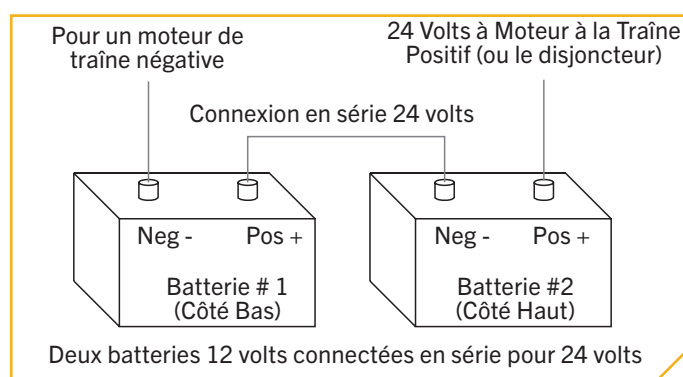 Pour un moteur de
traîne négative
24 Volts à Moteur à la Traîne
Positif (ou le disjoncteur)
Connexion en série 24 volts
Neg - Pos +
Batterie # 1
(Côté Bas)
Neg - Pos +
Batterie #2
(Côté Haut)
Deux batteries 12 volts connectées en série pour 24 volts